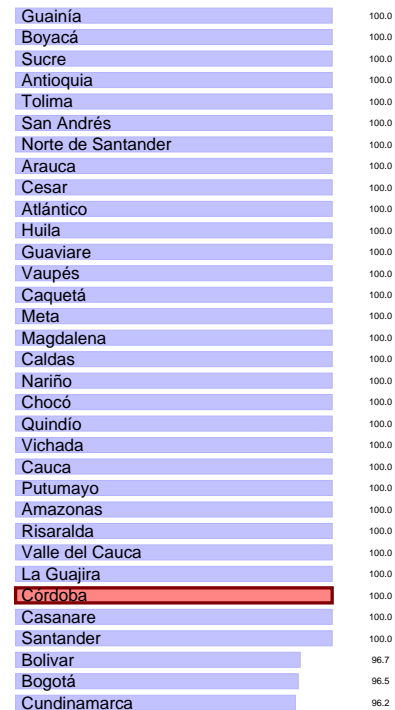 Guainía 100.0
Boyacá 100.0
Sucre 100.0
Antioquia 100.0
Tolima 100.0
San Andrés 100.0
Norte de Santander 100.0
Arauca 100.0
Cesar 100.0
Atlántico 100.0
Huila 100.0
Guaviare 100.0
Vaupés 100.0
Caquetá 100.0
Meta 100.0
Magdalena 100.0
Caldas 100.0
Nariño 100.0
Chocó 100.0
Quindío 100.0
Vichada 100.0
Cauca 100.0
Putumayo 100.0
Amazonas 100.0
Risaralda 100.0
Valle del Cauca 100.0
La Guajira 100.0
Córdoba 100.0
Casanare 100.0
Santander 100.0
Bolivar 96.7
Bogotá 96.5
Cundinamarca 96.2